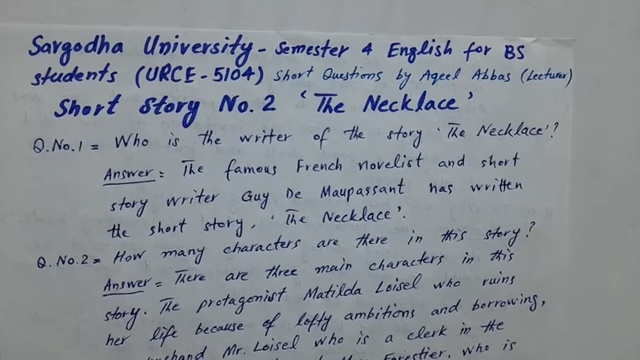 Sargodha University - Semester 4 English for BS
students (URCE-5104) Short Questions by Aqeel Abbas (Lecturer)
Short Story No. 2 'The Necklace'
Q.No.1 = Who is the writer of the story 'The Necklace'?
Answer = The famous French novelist and short
story writer Guy De Maupassant has written
the short story, 'The Necklace'.
Q.No.2 = How many characters are there in this story?
Answer = There are three main characters in this
story. The protagonist Matilda Loisel who ruins
her life because of lofty ambitions and borrowing,
Mr. Loisel who is a clerk in the
Forestier, who is